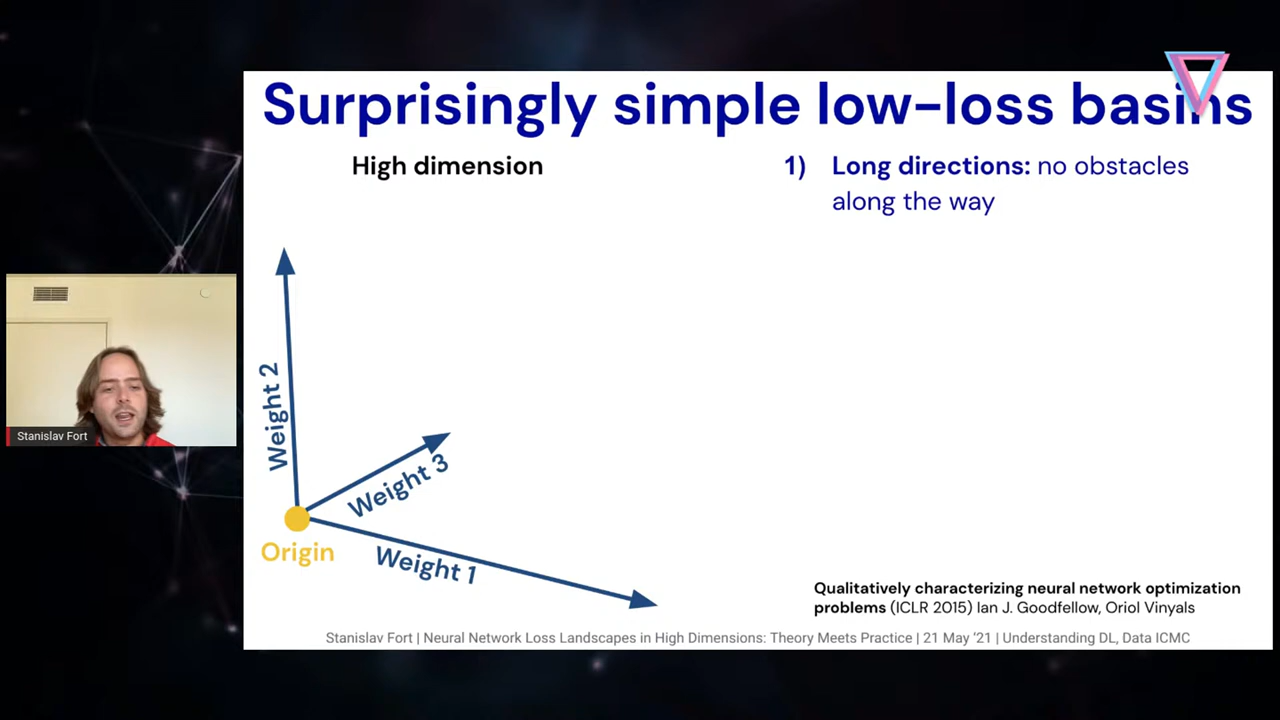 Surprisingly simple low-loss basins
High dimension
1) Long directions: no obstacles
along the way
Weight 2
Weight 3
Origin
Weight 1
Stanislav Fort
Qualitatively characterizing neural network optimization
problems (ICLR 2015) Ian J. Goodfellow, Oriol Vinyals
Stanislav Fort | Neural Network Loss Landscapes in High Dimensions: Theory Meets Practice | 21 May ‘21 | Understanding DL, Data ICMC